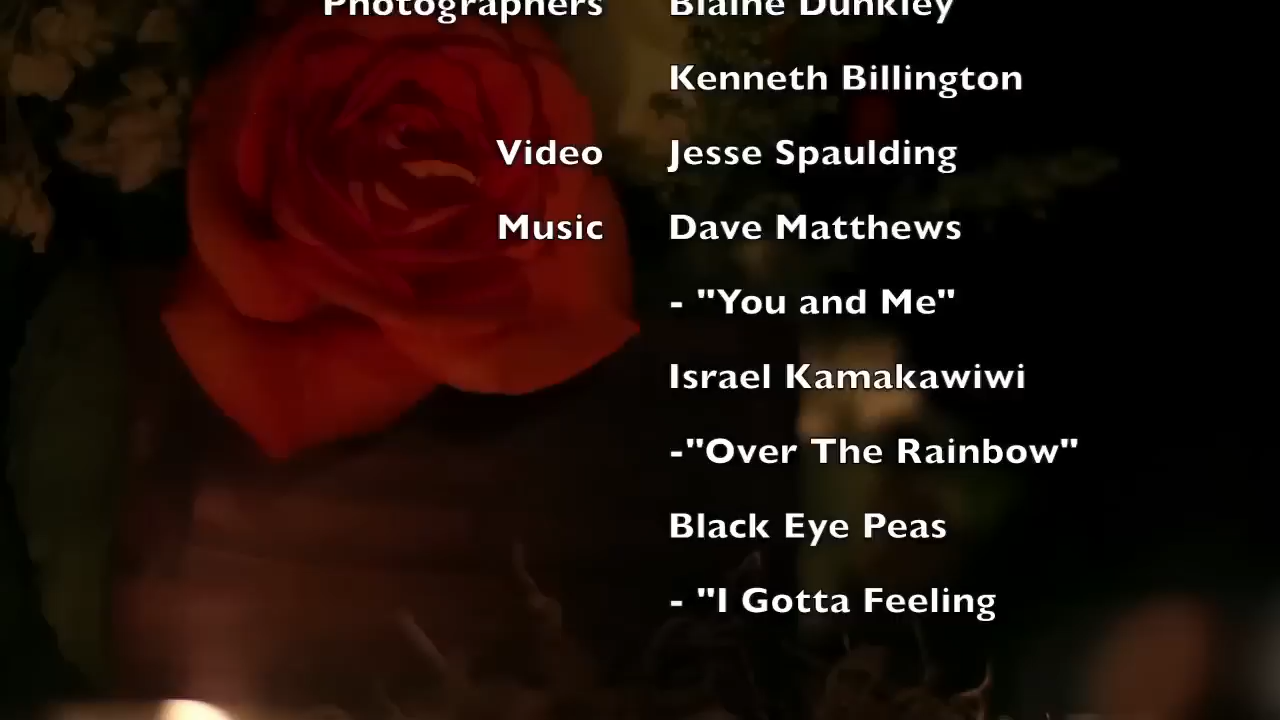 Photographers Blaine Dunkley
Kenneth Billington
Video Jesse Spaulding
Music Dave Matthews
- "You and Me"
Israel Kamakawiwi
-"Over The Rainbow"
Black Eye Peas
- "I Gotta Feeling